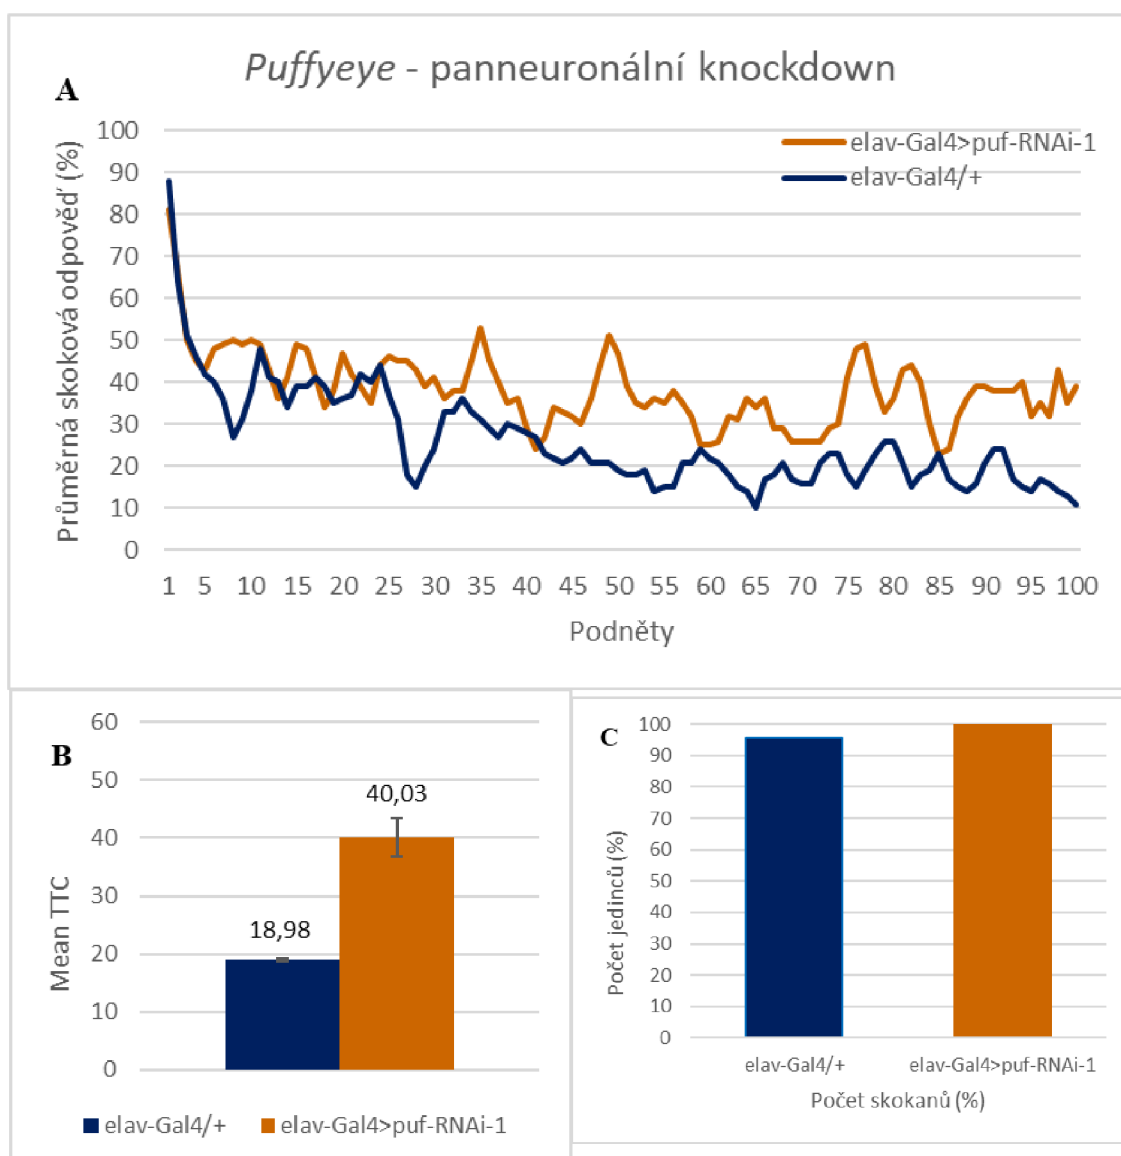 Puffyeye - panneuronální knockdown
A
Průměrná skoková odpověď (%)
100
90
80
70
60
50
40
30
20
10
0
elav-Gal4>puf-RNAi-1
elav-Gal4/+
1 5 10 15 20 25 30 35 40 45 50 55 60 65 70 75 80 85 90 95 100
Podněty
B
Mean TTC
60
50
40
30
20
10
0
18,98
40,03
elav-Gal4/+ elav-Gal4>puf-RNAi-1
C
Počet jedinců (%)
100
90
80
70
60
50
40
30
20
10
0
elav-Gal4/+ elav-Gal4>puf-RNAi-1
Počet skokanů (%)